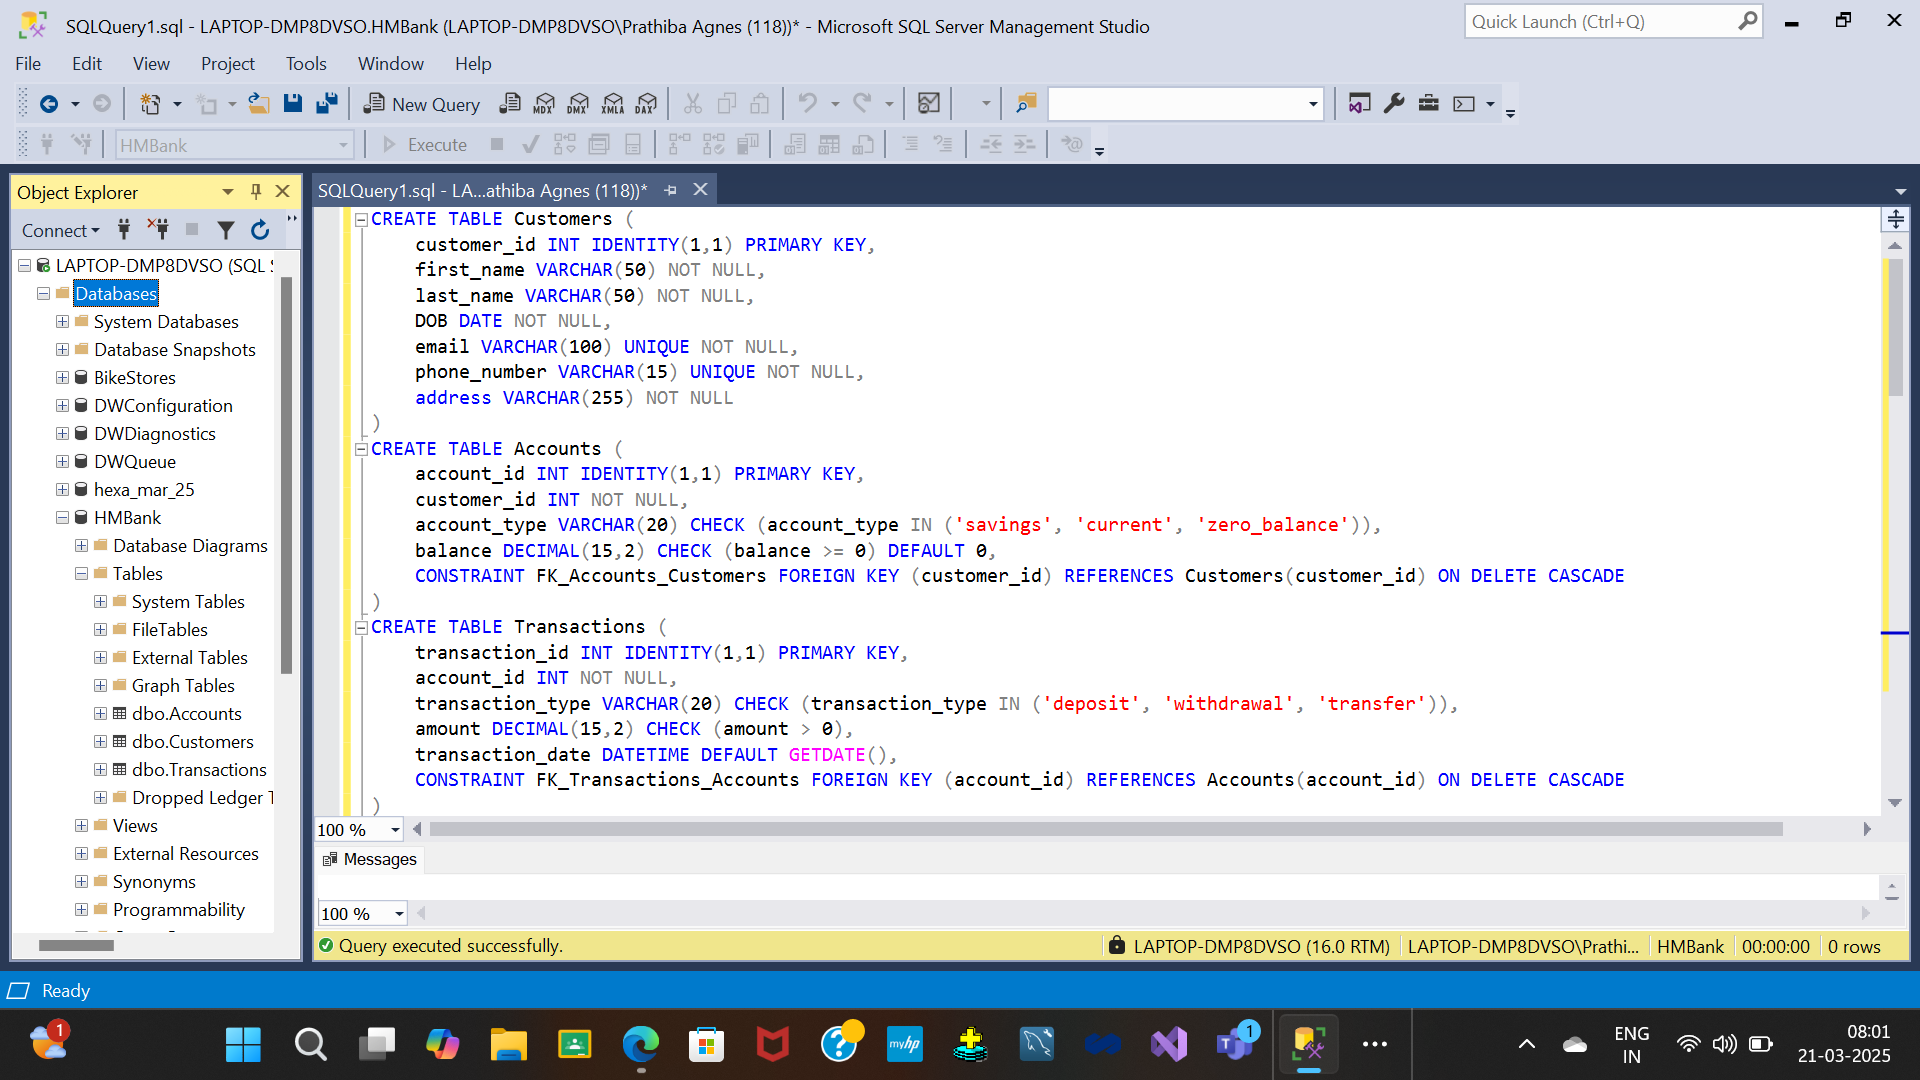 SQLQuery1.sql - LAPTOP-DMP8DVSO.HMBank (LAPTOP-DMP8DVSO\Prathiba Agnes (118))* - Microsoft SQL Server Management Studio
Quick Launch (Ctrl+Q)
File Edit View Project Tools Window Help
New Query MDX DMX XMLA DAX
HMBank Execute
Object Explorer
Connect
LAPTOP-DMP8DVSO (SQL S
Databases
System Databases
Database Snapshots
BikeStores
DWConfiguration
DWDiagnostics
DWQueue
hexa_mar_25
HMBank
Database Diagrams
Tables
System Tables
FileTables
External Tables
Graph Tables
dbo.Accounts
dbo.Customers
dbo.Transactions
Dropped Ledger T
Views
External Resources
Synonyms
Programmability
SQLQuery1.sql - LA...athiba Agnes (118))*
CREATE TABLE Customers (
customer_id INT IDENTITY(1,1) PRIMARY KEY,
first_name VARCHAR(50) NOT NULL,
last_name VARCHAR(50) NOT NULL,
DOB DATE NOT NULL,
email VARCHAR(100) UNIQUE NOT NULL,
phone_number VARCHAR(15) UNIQUE NOT NULL,
address VARCHAR(255) NOT NULL
)
CREATE TABLE Accounts (
account_id INT IDENTITY(1,1) PRIMARY KEY,
customer_id INT NOT NULL,
account_type VARCHAR(20) CHECK (account_type IN ('savings', 'current', 'zero_balance')),
balance DECIMAL(15,2) CHECK (balance >= 0) DEFAULT 0,
CONSTRAINT FK_Accounts_Customers FOREIGN KEY (customer_id) REFERENCES Customers(customer_id) ON DELETE CASCADE
)
CREATE TABLE Transactions (
transaction_id INT IDENTITY(1,1) PRIMARY KEY,
account_id INT NOT NULL,
transaction_type VARCHAR(20) CHECK (transaction_type IN ('deposit', 'withdrawal', 'transfer')),
amount DECIMAL(15,2) CHECK (amount > 0),
transaction_date DATETIME DEFAULT GETDATE(),
CONSTRAINT FK_Transactions_Accounts FOREIGN KEY (account_id) REFERENCES Accounts(account_id) ON DELETE CASCADE
)
100 %
Messages
100 %
Query executed successfully. LAPTOP-DMP8DVSO (16.0 RTM) LAPTOP-DMP8DVSO\Prathi... HMBank 00:00:00 0 rows
Ready
1
myhp
T
1
ENG
IN
08:01
21-03-2025